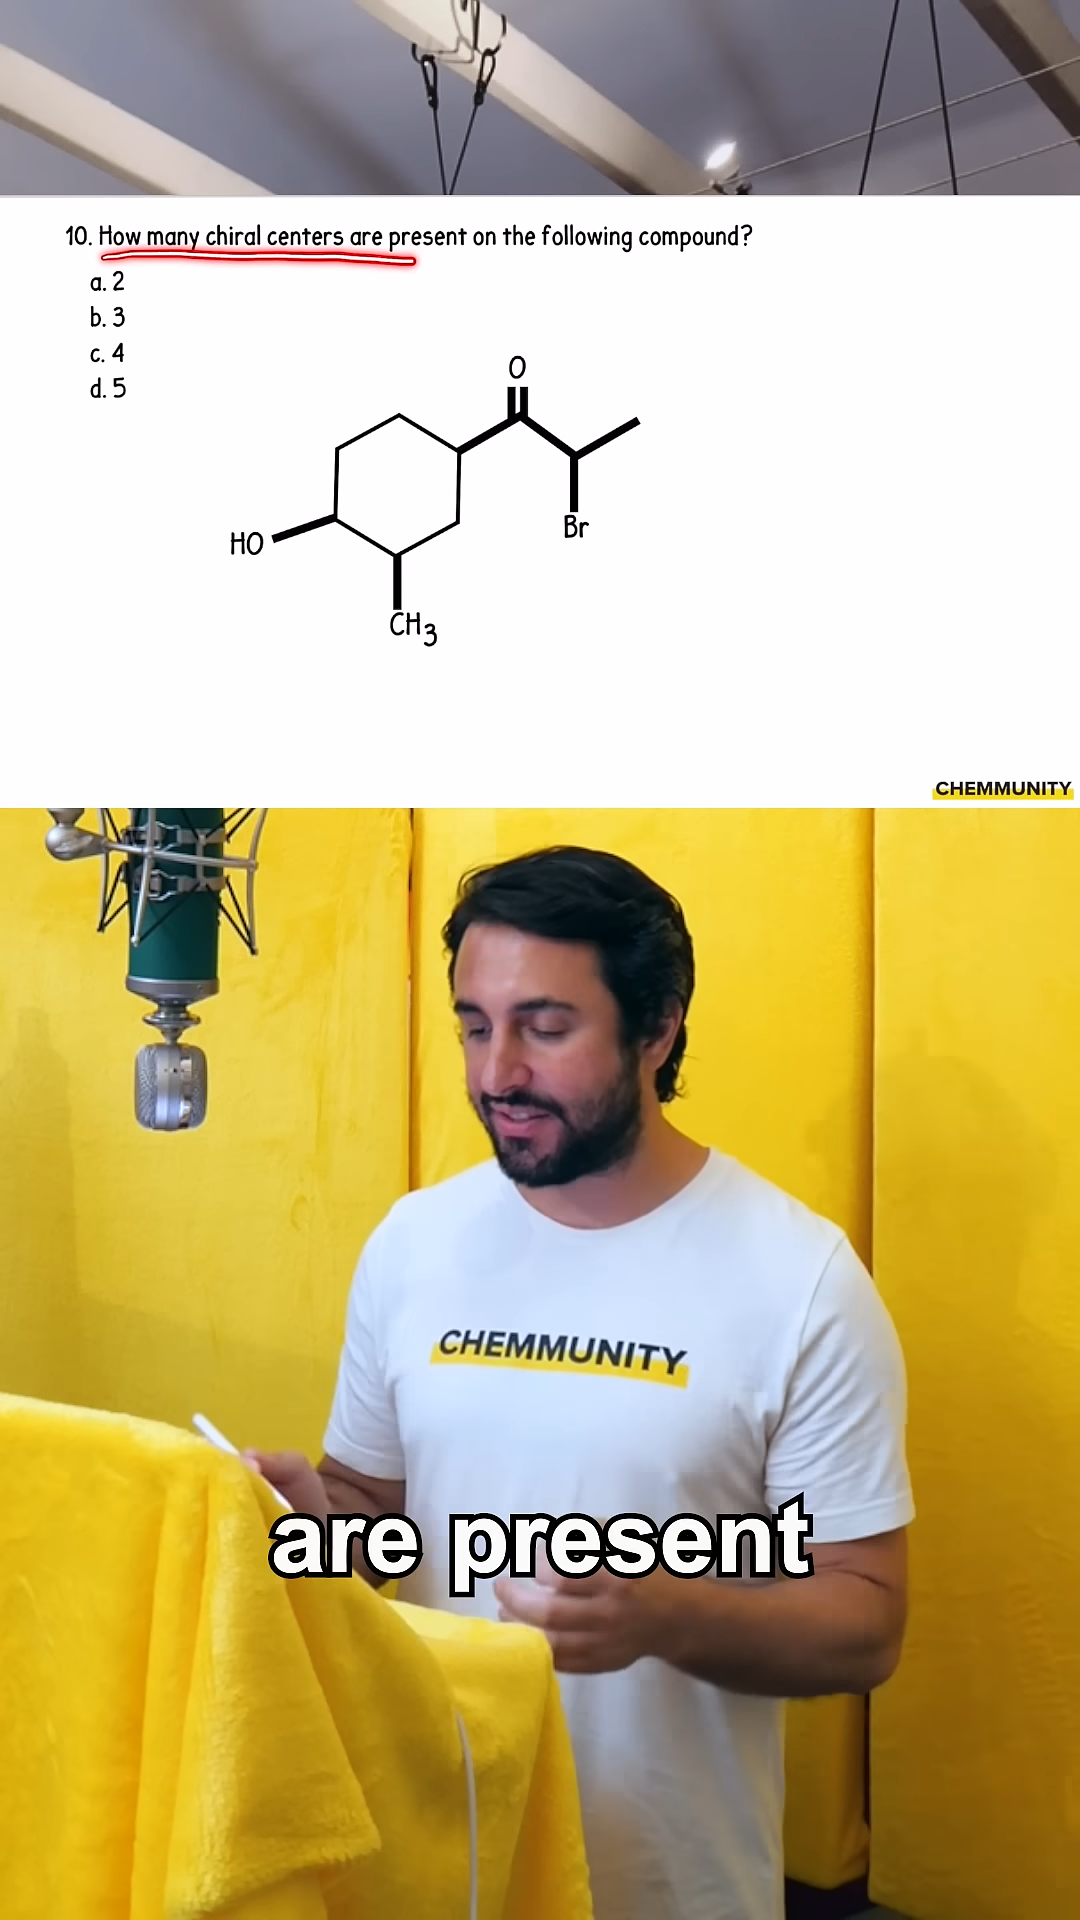 10. How many chiral centers are present on the following compound?
a. 2
b. 3
c. 4
d. 5
O
Br
HO
CH3
CHEMMUNITY
CHEMMUNITY
are present